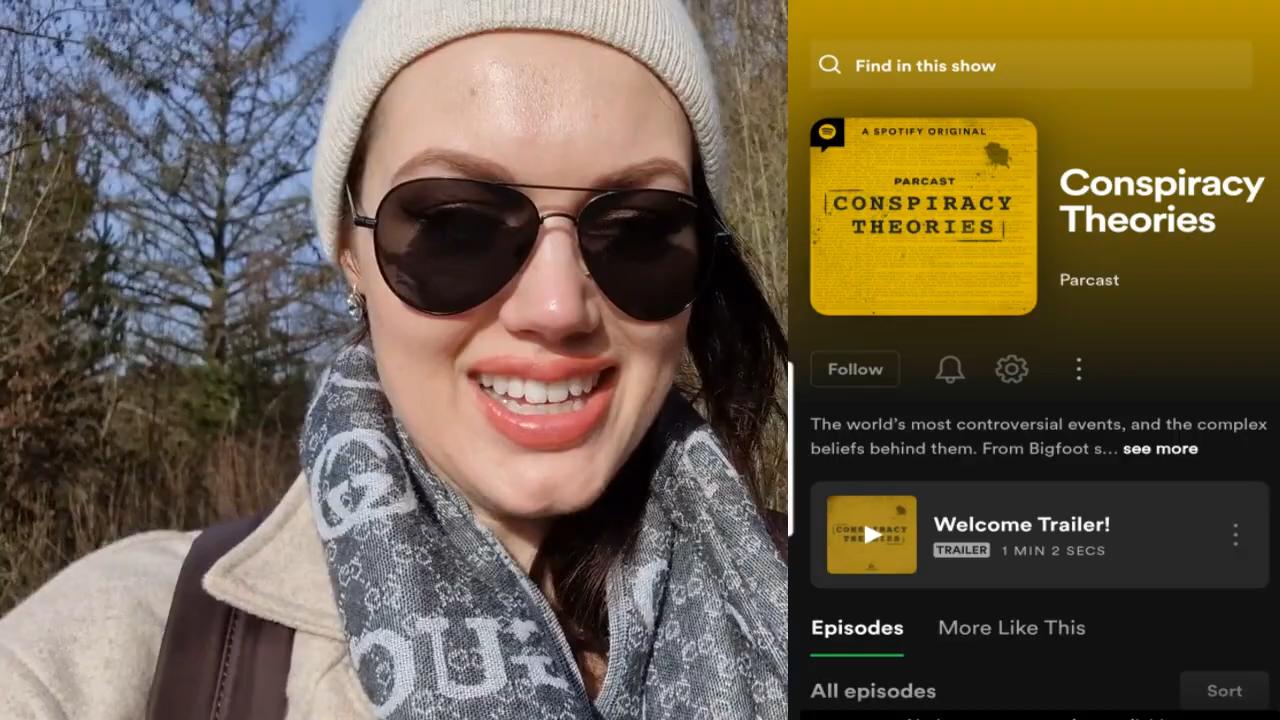 Find in this show
A SPOTIFY ORIGINAL
PARCAST
CONSPIRACY
THEORIES
Conspiracy
Theories
Parcast
Follow
The world's most controversial events, and the complex
beliefs behind them. From Bigfoot s... see more
CONSPIRACY
THEORIES
Welcome Trailer!
TRAILER 1 MIN 2 SECS
Episodes More Like This
All episodes Sort